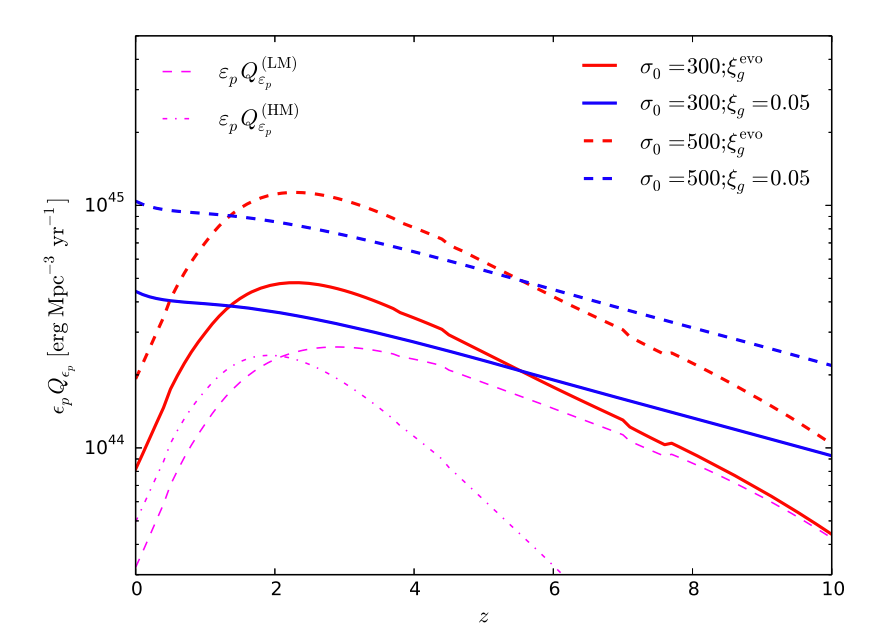 ε_p Q_{ε_p}^{(LM)}
ε_p Q_{ε_p}^{(HM)}
σ_0 =300;ξ_g^{evo}
σ_0 =300;ξ_g =0.05
σ_0 =500;ξ_g^{evo}
σ_0 =500;ξ_g =0.05
ϵ_p Q_{ϵ_p} [erg Mpc^{−3} yr^{−1}]
10^{45}
10^{44}
0 2 4 6 8 10
z